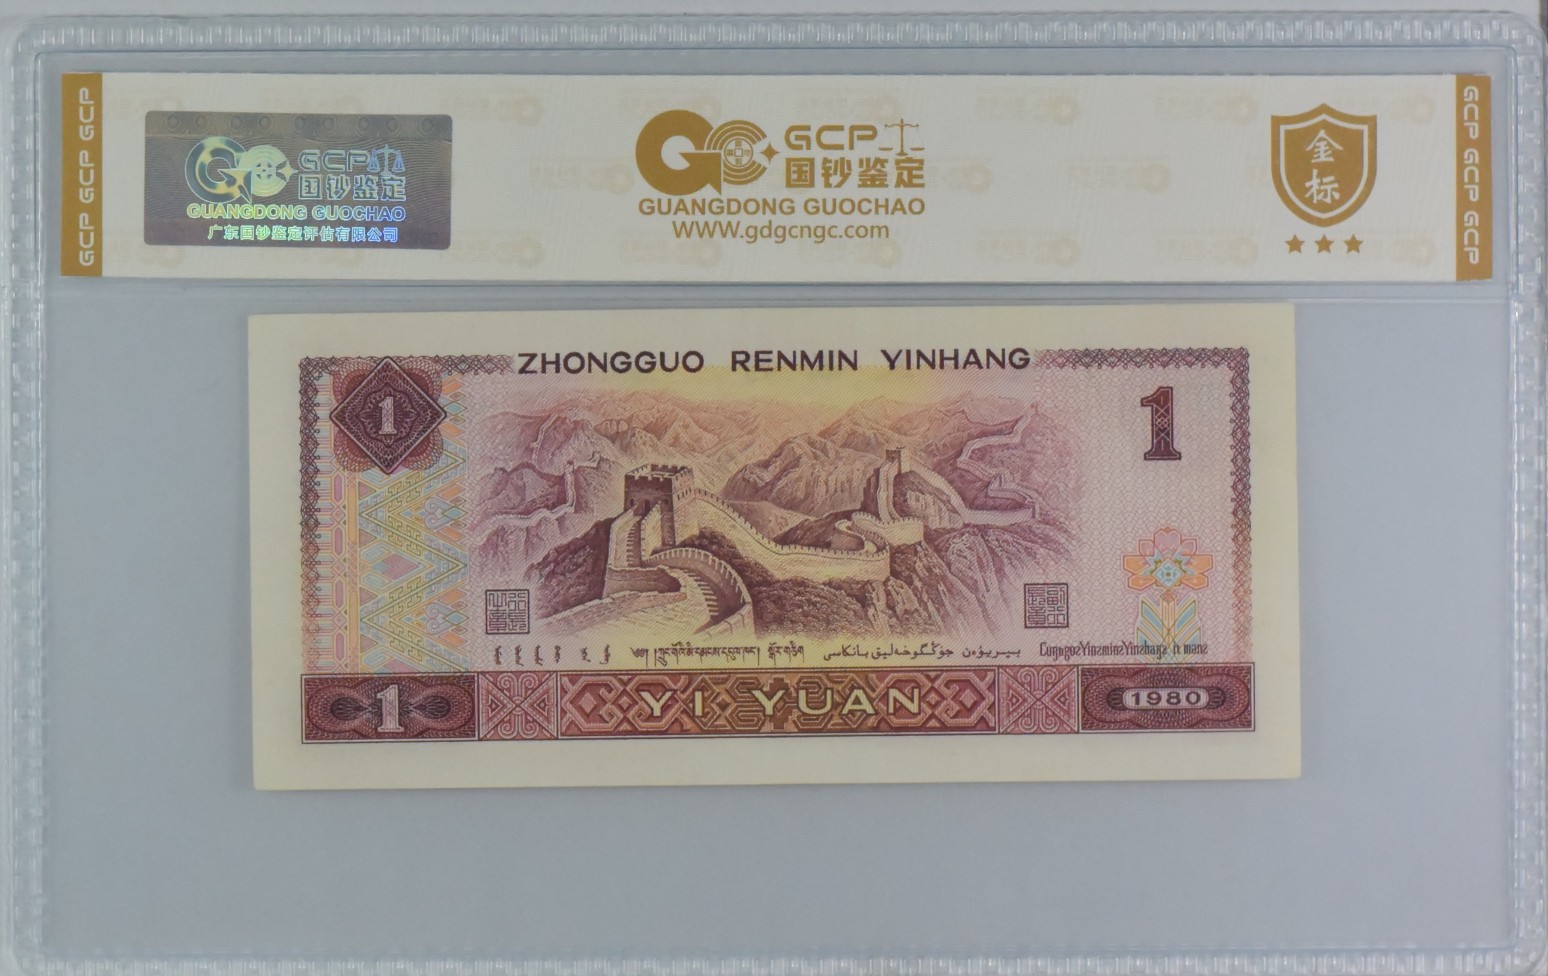 GCP GCP GCP
GCP
国钞鉴定
GUANGDONG GUOCHAO
广东国钞鉴定评估有限公司
GCP
国钞鉴定
GUANGDONG GUOCHAO
WWW.gdgcngc.com
金
标
GCP GCP GCP
ZHONGGUO RENMIN YINHANG
1
1
1
YI YUAN
1980